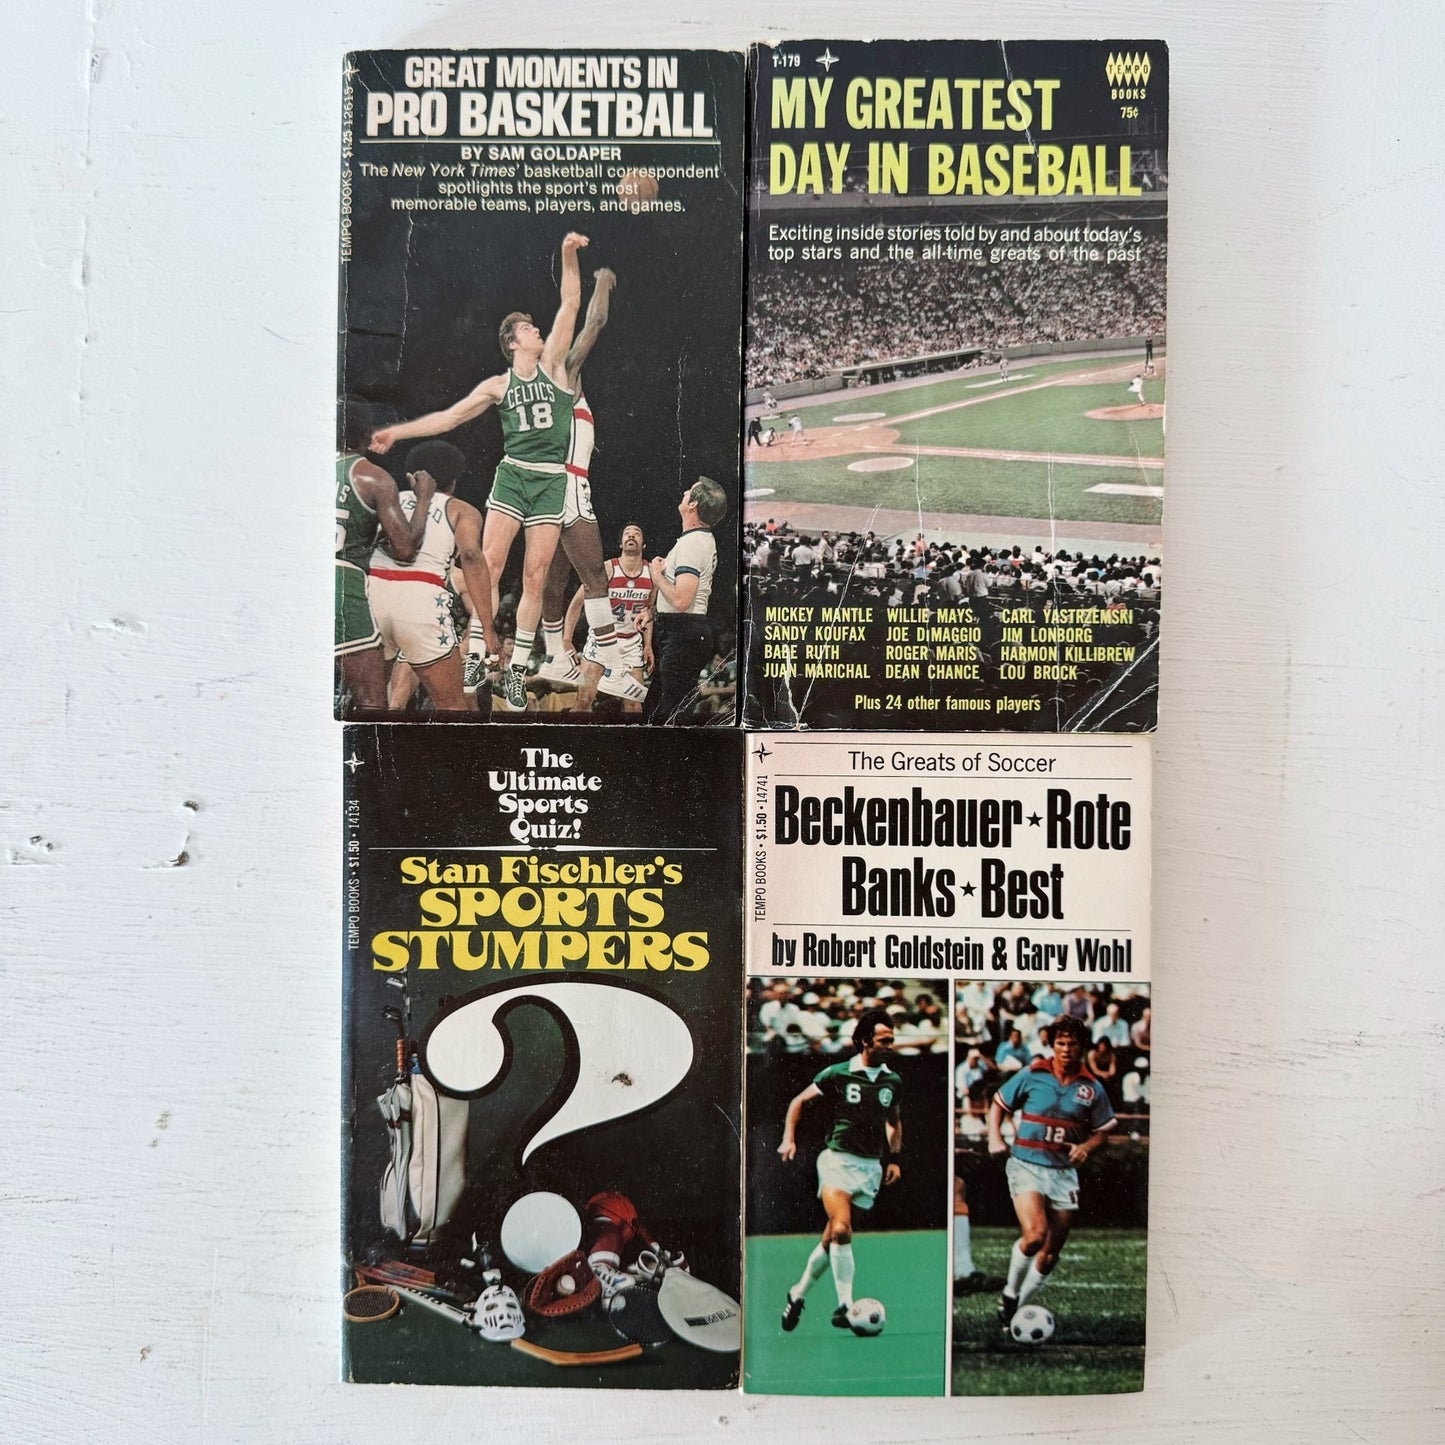 TEMPO BOOKS • $1.25 12615
GREAT MOMENTS IN
PRO BASKETBALL
BY SAM GOLDAPER
The New York Times' basketball correspondent
spotlights the sport's most
memorable teams, players, and games.
CELTICS
18
bullets
T-179
TEMPO
BOOKS
75¢
MY GREATEST
DAY IN BASEBALL
Exciting inside stories told by and about today's
top stars and the all-time greats of the past
MICKEY MANTLE WILLIE MAYS CARL YASTRZEMSKI
SANDY KOUFAX JOE DiMAGGIO JIM LONBORG
BABE RUTH ROGER MARIS HARMON KILLIBREW
JUAN MARICHAL DEAN CHANCE LOU BROCK
Plus 24 other famous players
TEMPO BOOKS • $1.50 • 14134
The
Ultimate
Sports
Quiz!
Stan Fischler's
SPORTS
STUMPERS
?
TEMPO BOOKS • $1.50 • 14741
The Greats of Soccer
Beckenbauer ★ Rote
Banks ★ Best
by Robert Goldstein & Gary Wohl
6
12